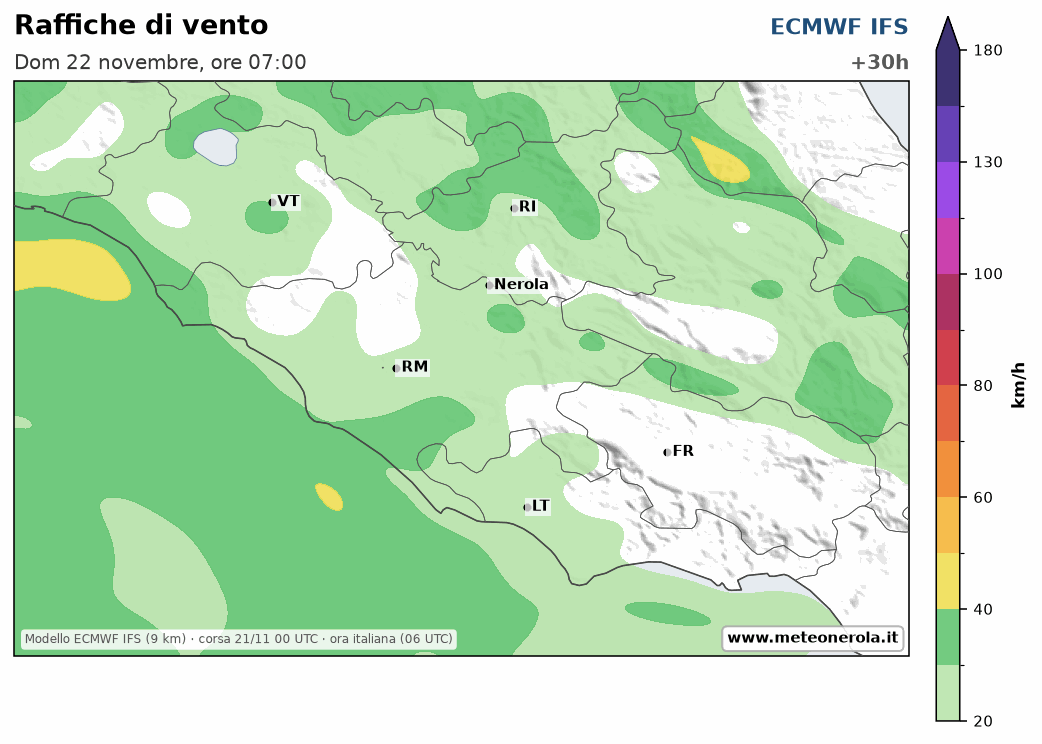 Raffiche di vento
ECMWF IFS
Dom 22 novembre, ore 07:00
+30h
180
130
100
80
60
40
20
km/h
VT
RI
Nerola
RM
FR
LT
Modello ECMWF IFS (9 km) · corsa 21/11 00 UTC · ora italiana (06 UTC)
www.meteonerola.it